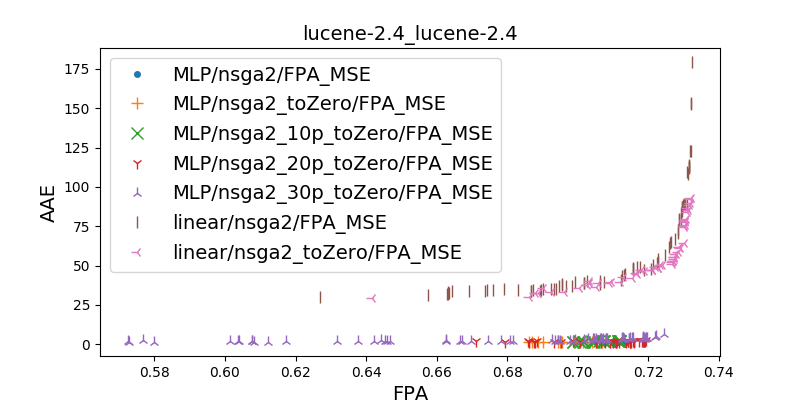 lucene-2.4_lucene-2.4
MLP/nsga2/FPA_MSE
MLP/nsga2_toZero/FPA_MSE
MLP/nsga2_10p_toZero/FPA_MSE
MLP/nsga2_20p_toZero/FPA_MSE
MLP/nsga2_30p_toZero/FPA_MSE
linear/nsga2/FPA_MSE
linear/nsga2_toZero/FPA_MSE
AAE
175
150
125
100
75
50
25
0
0.58 0.60 0.62 0.64 0.66 0.68 0.70 0.72 0.74
FPA